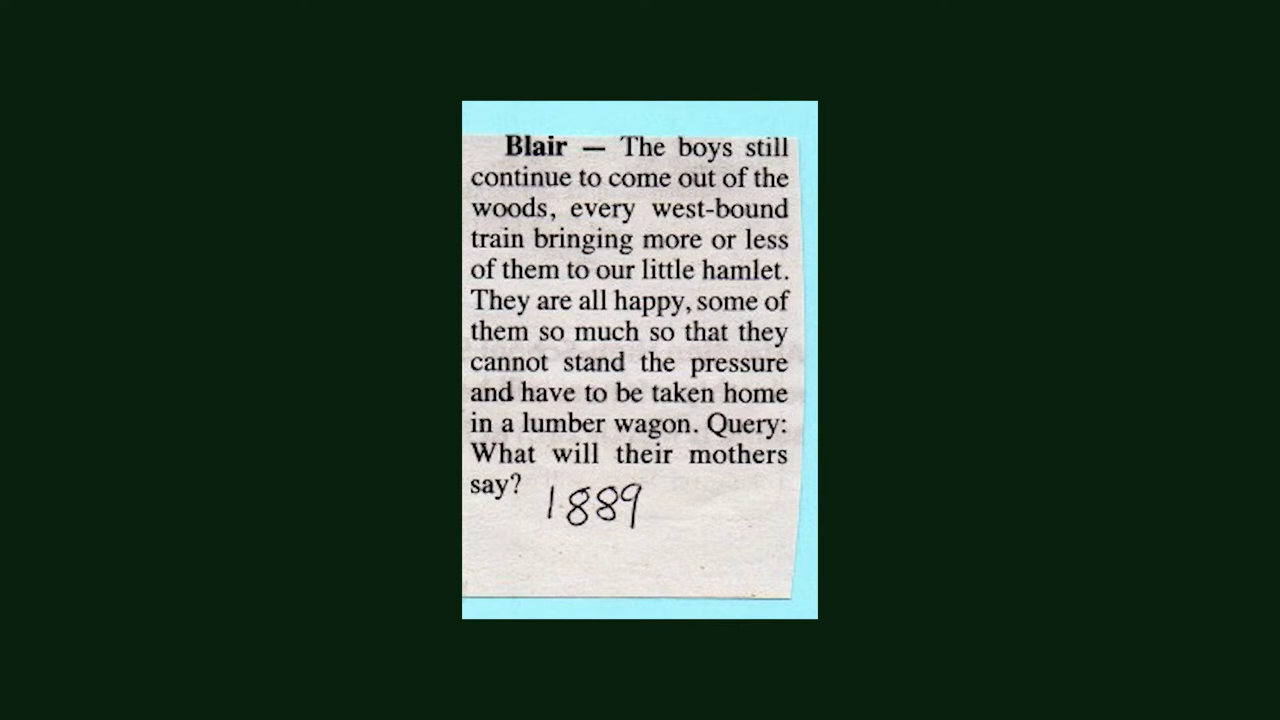 Blair — The boys still
continue to come out of the
woods, every west-bound
train bringing more or less
of them to our little hamlet.
They are all happy, some of
them so much so that they
cannot stand the pressure
and have to be taken home
in a lumber wagon. Query:
What will their mothers
say?
1889